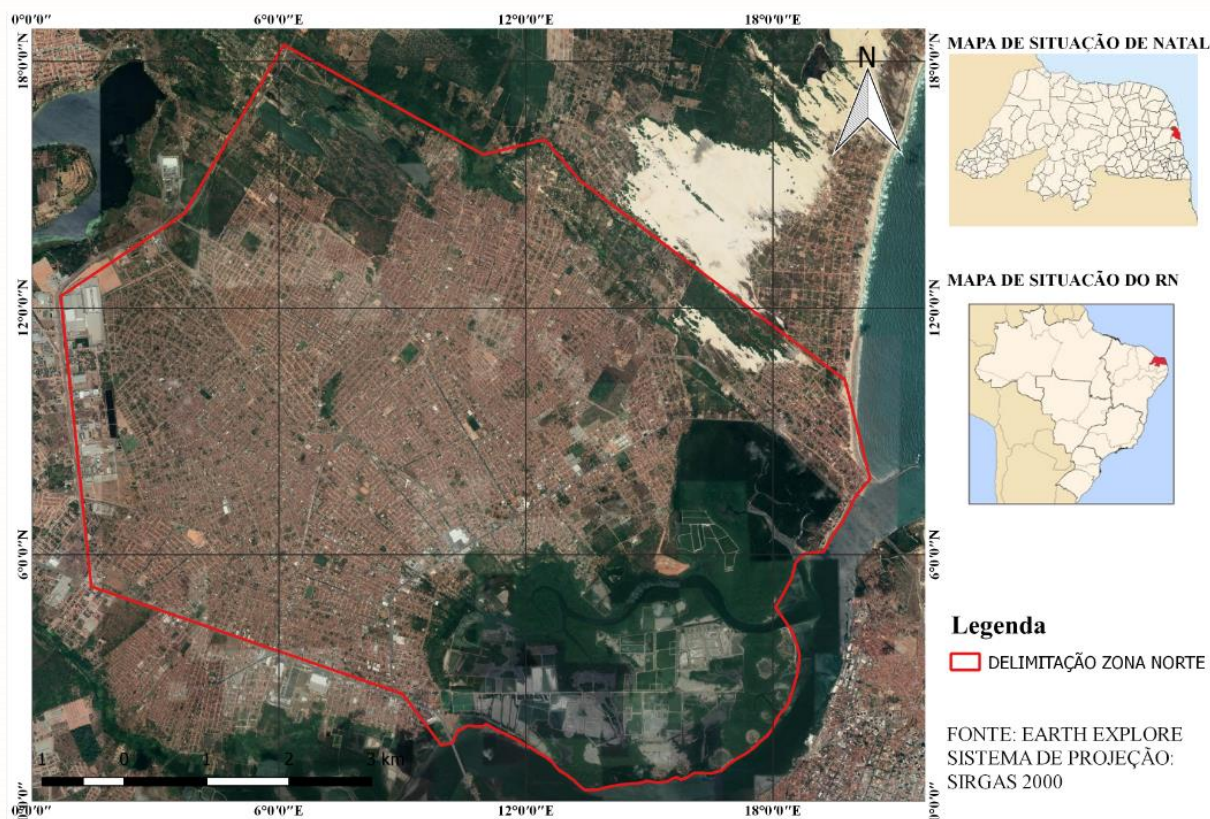 6°0'0"E 12°0'0"E 18°0'0"E
18°0'0"N
18°0'0"N
12°0'0"N
12°0'0"N
6°0'0"N
6°0'0"N
0°0'0"
0°0'0"
N
1 0 1 2 3 km
0°0'0" 6°0'0"E 12°0'0"E 18°0'0"E
MAPA DE SITUAÇÃO DE NATAL
MAPA DE SITUACÃO DO RN
Legenda
DELIMITAÇÃO ZONA NORTE
FONTE: EARTH EXPLORE
SISTEMA DE PROJEÇÃO:
SIRGAS 2000